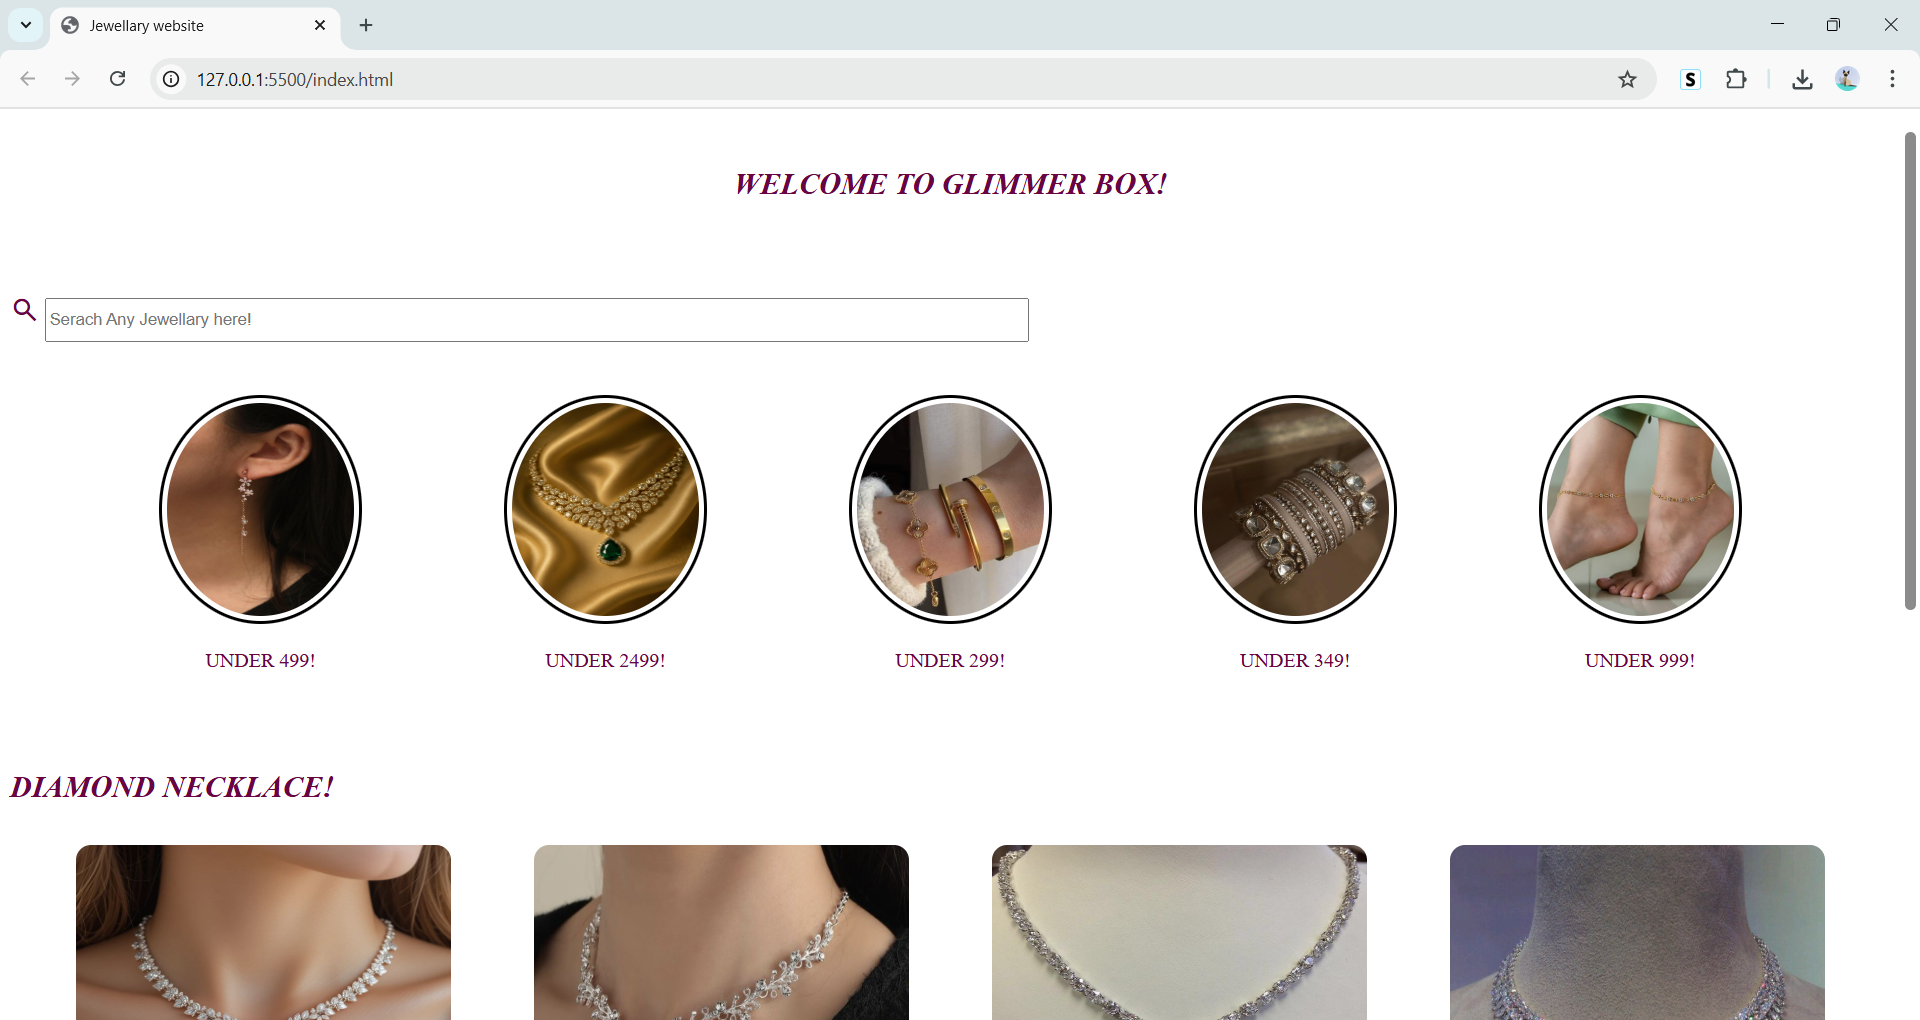 Jewellary website
127.0.0.1:5500/index.html
S
WELCOME TO GLIMMER BOX!
Serach Any Jewellary here!
UNDER 499! UNDER 2499! UNDER 299! UNDER 349! UNDER 999!
DIAMOND NECKLACE!